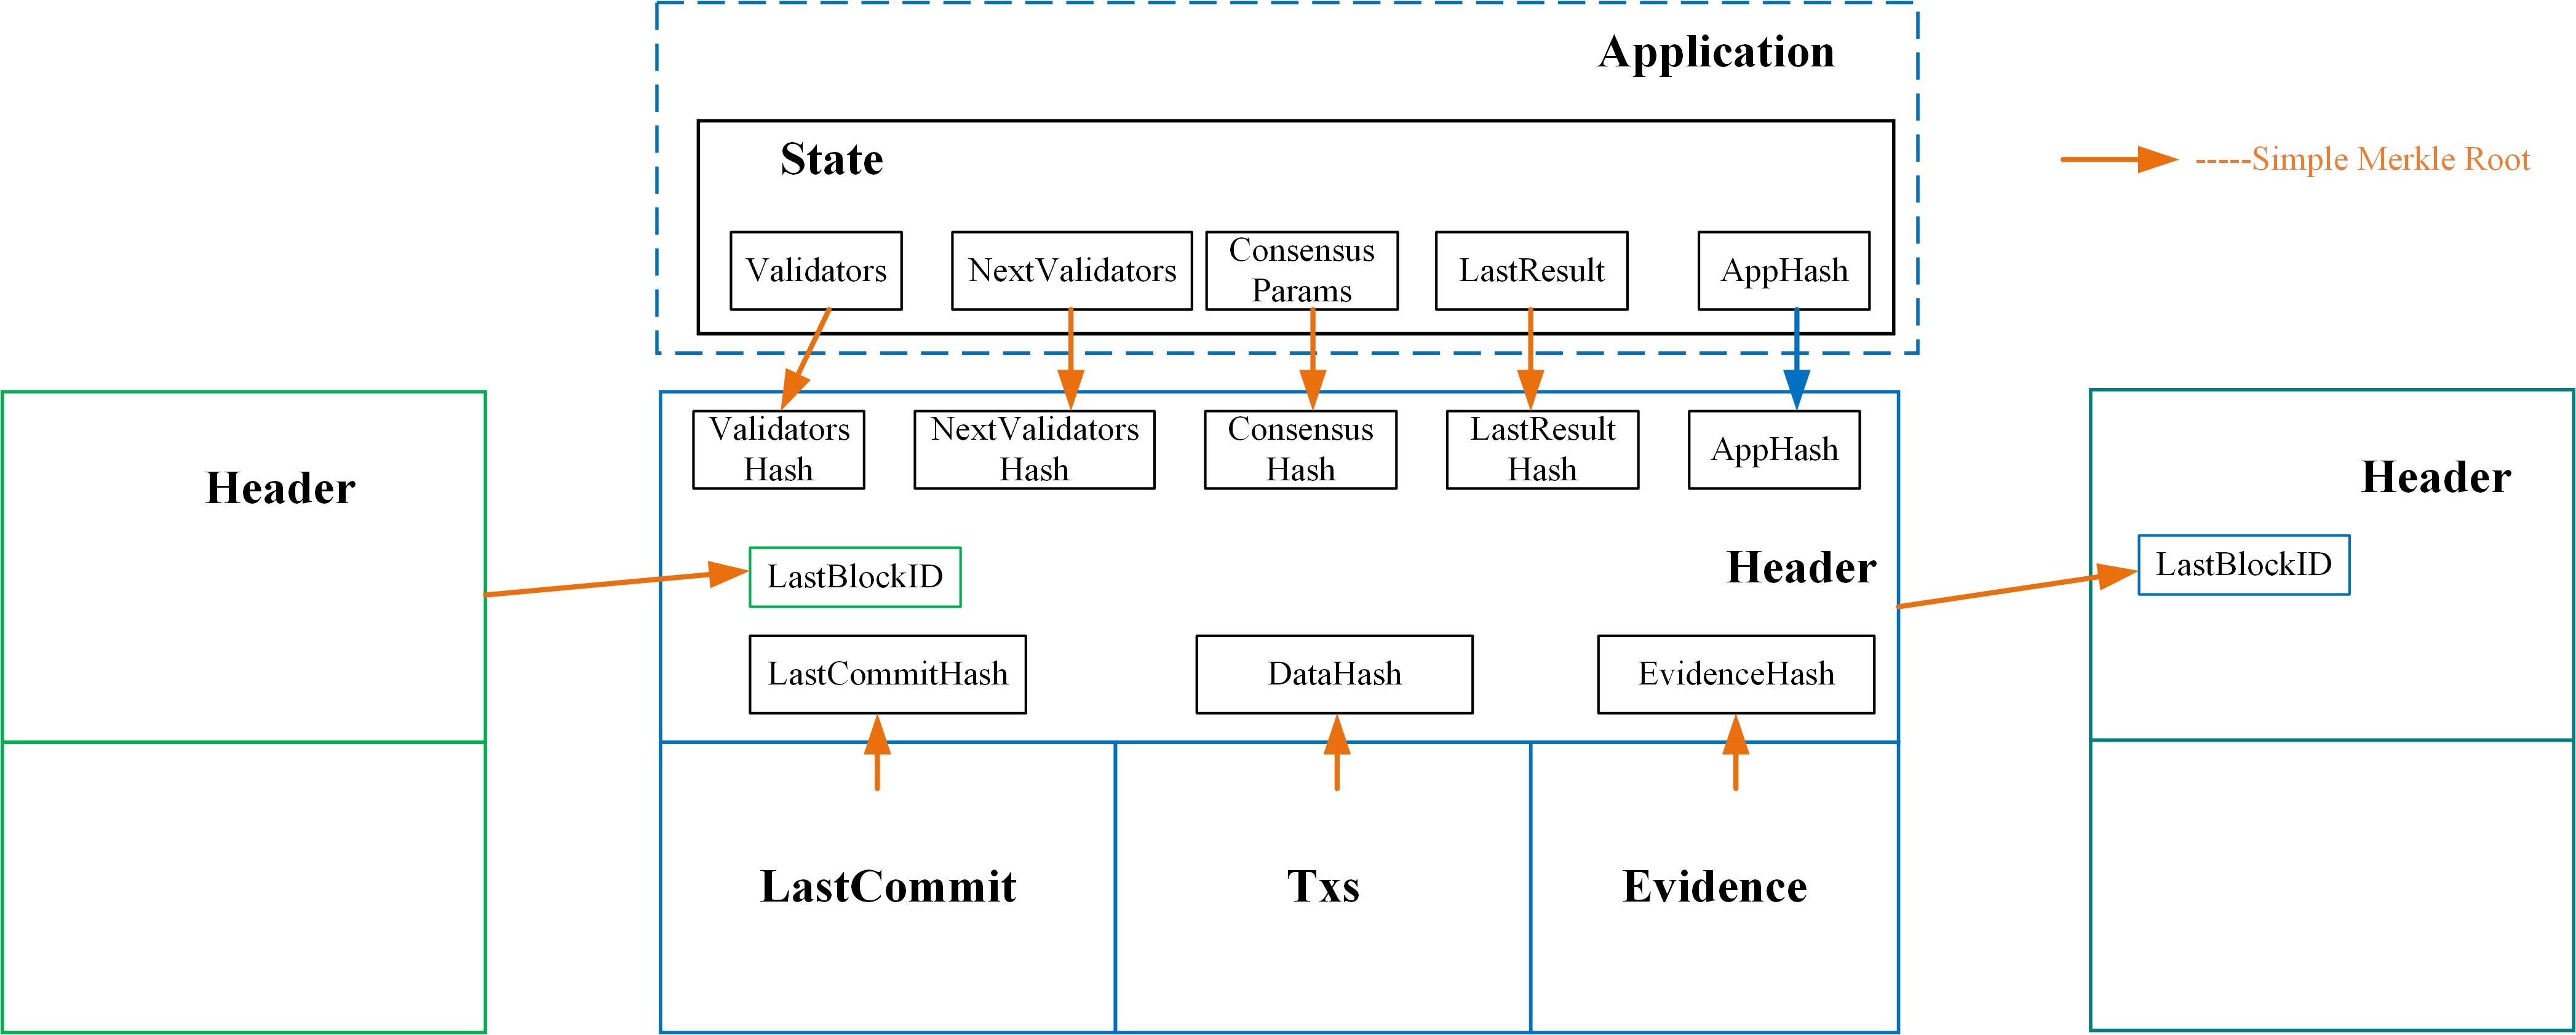 Application
State
-----Simple Merkle Root
Validators
NextValidators
Consensus
Params
LastResult
AppHash
Validators
Hash
NextValidators
Hash
Consensus
Hash
LastResult
Hash
AppHash
Header
Header
Header
LastBlockID
LastBlockID
LastCommitHash
DataHash
EvidenceHash
LastCommit
Txs
Evidence